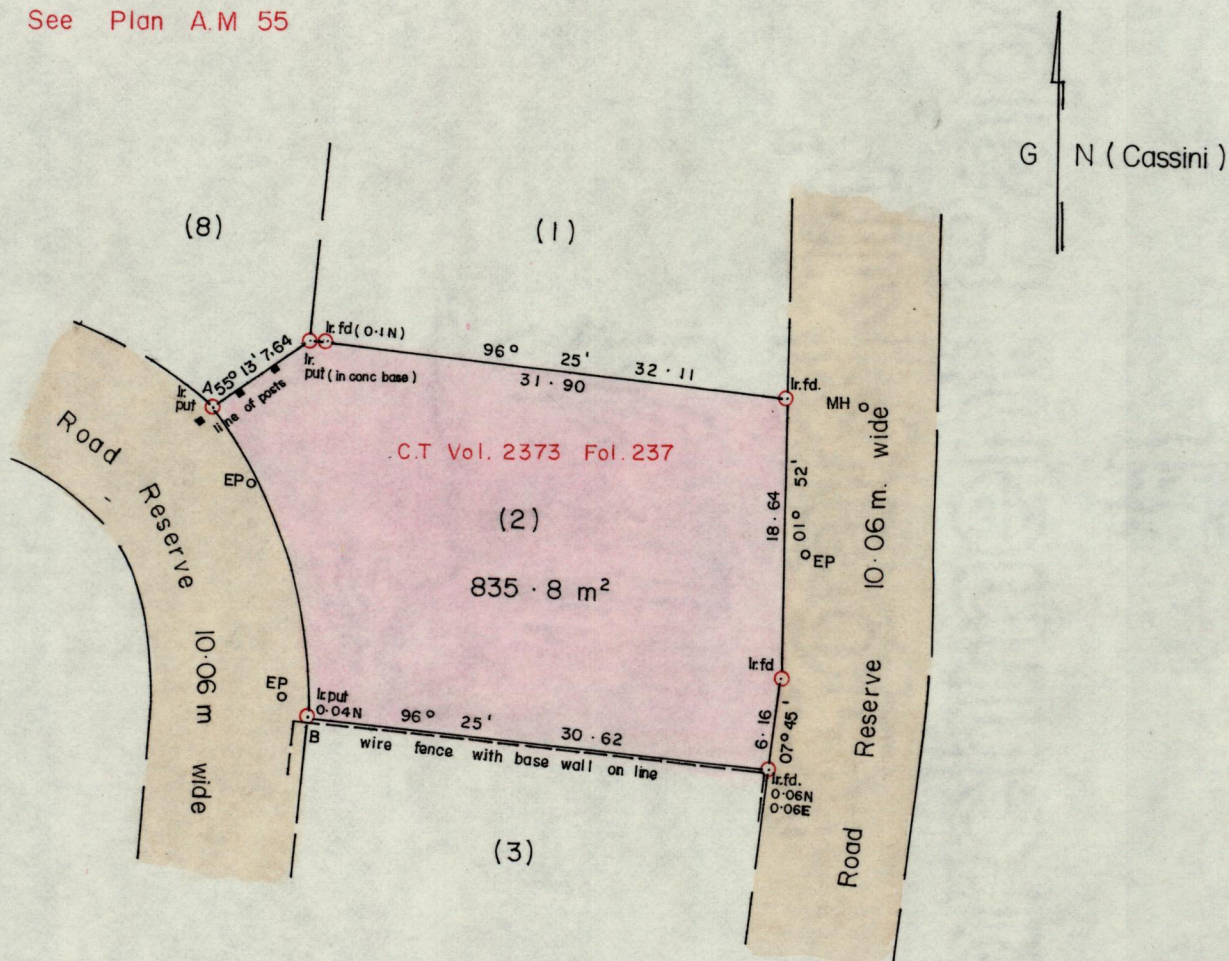 See Plan A.M 55
G N ( Cassini )
(8)
(1)
Ir. fd ( 0·1N )
96° 25' 32·11
31·90
Ir. put ( in conc base )
A 55° 13' 7·64
Ir. put
line of posts
Ir. fd.
MH
C.T Vol. 2373 Fol. 237
EP
(2)
835·8 m²
18·64
01° 52'
EP
Road Reserve 10·06 m wide
Road Reserve 10·06 m. wide
EP
Ir. fd
Ir. put
0·04N
B
96° 25' 30·62
wire fence with base wall on line
6·16
07° 45'
Ir. fd.
0·06N
0·06E
(3)